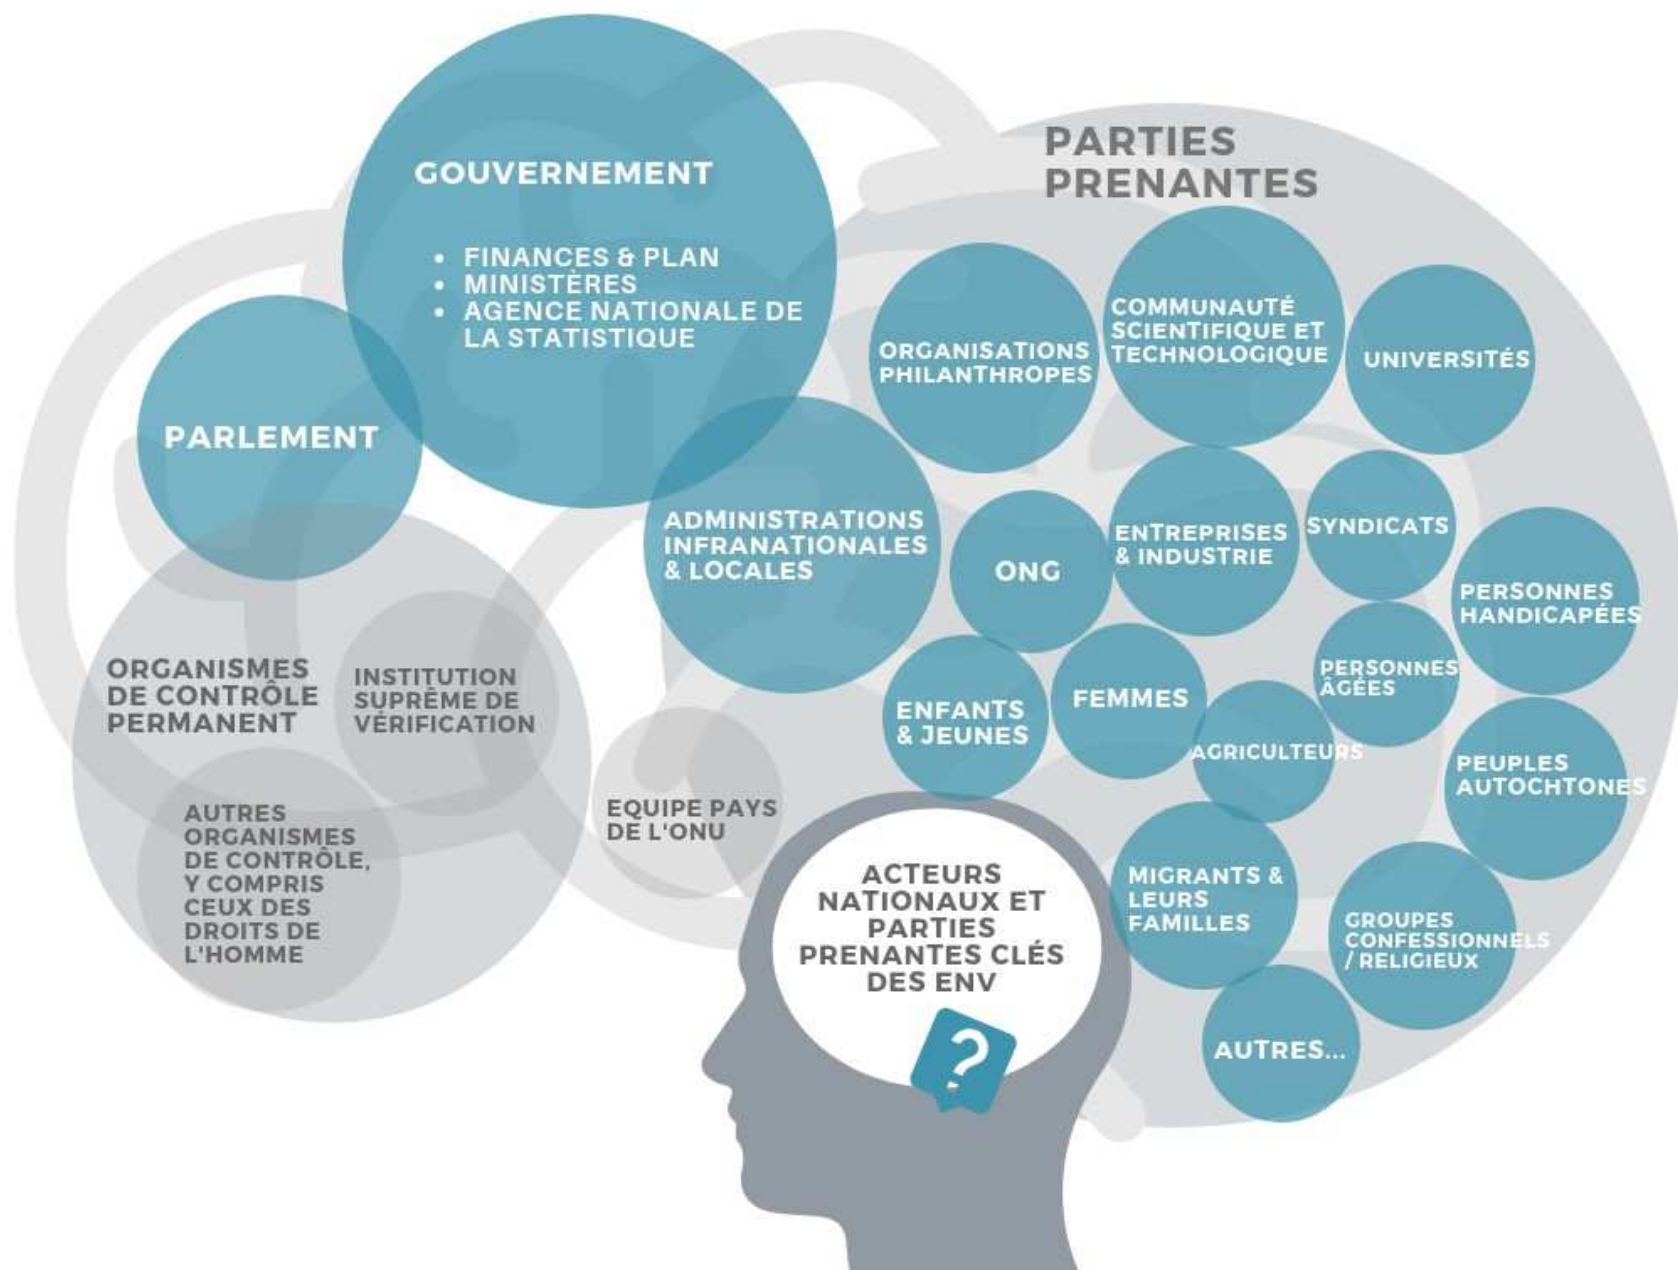 GOUVERNEMENT
• FINANCES & PLAN
• MINISTÈRES
• AGENCE NATIONALE DE
LA STATISTIQUE
PARLEMENT
ORGANISMES
DE CONTRÔLE
PERMANENT
INSTITUTION
SUPRÊME DE
VÉRIFICATION
AUTRES
ORGANISMES
DE CONTRÔLE,
Y COMPRIS
CEUX DES
DROITS DE
L'HOMME
EQUIPE PAYS
DE L'ONU
ADMINISTRATIONS
INFRANATIONALES
& LOCALES
PARTIES
PRENANTES
ORGANISATIONS
PHILANTHROPES
COMMUNAUTÉ
SCIENTIFIQUE ET
TECHNOLOGIQUE
UNIVERSITÉS
ONG
ENTREPRISES
& INDUSTRIE
SYNDICATS
PERSONNES
HANDICAPÉES
ENFANTS
& JEUNES
FEMMES
AGRICULTEURS
PERSONNES
ÂGÉES
PEUPLES
AUTOCHTONES
MIGRANTS &
LEURS
FAMILLES
GROUPES
CONFESSIONNELS
/ RELIGIEUX
AUTRES...
ACTEURS
NATIONAUX ET
PARTIES
PRENANTES CLÉS
DES ENV
?